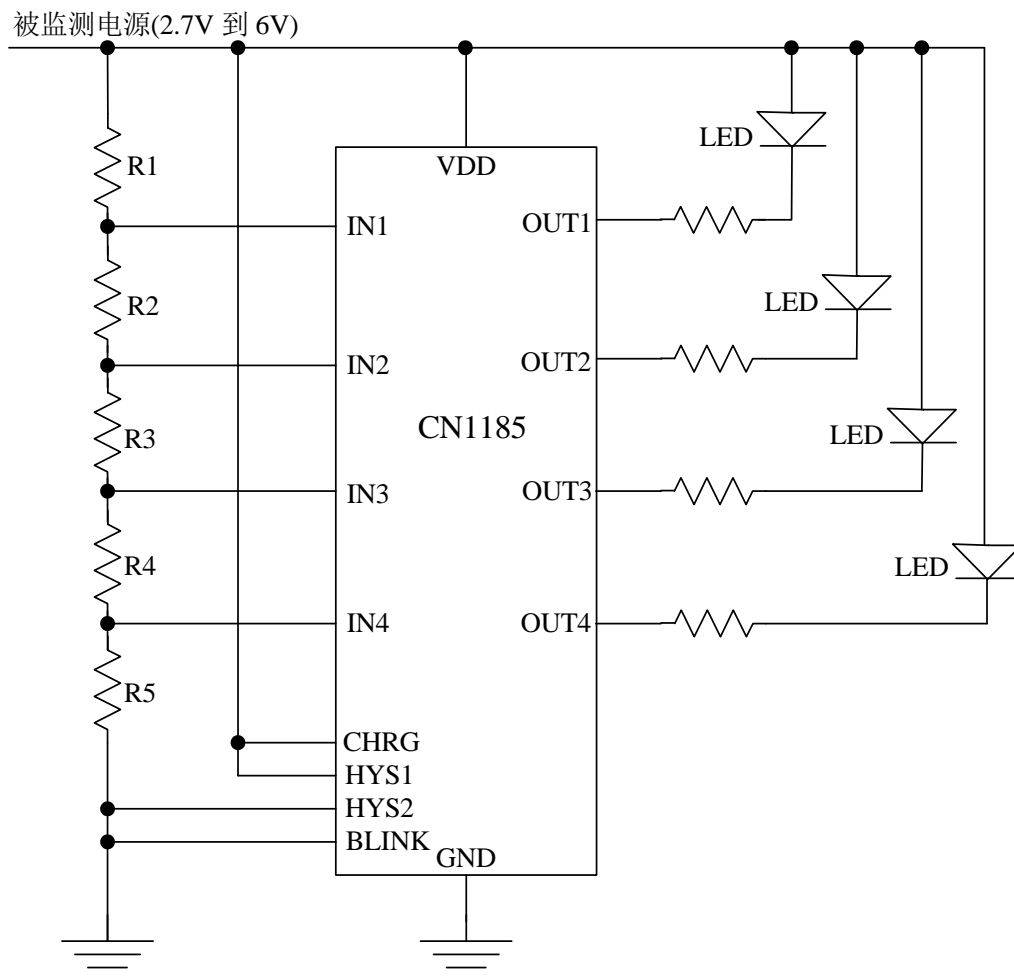 被监测电源(2.7V 到 6V)
LED
R1
VDD
IN1
OUT1
R2
LED
IN2
OUT2
CN1185
R3
LED
IN3
OUT3
R4
LED
IN4
OUT4
R5
CHRG
HYS1
HYS2
BLINK
GND